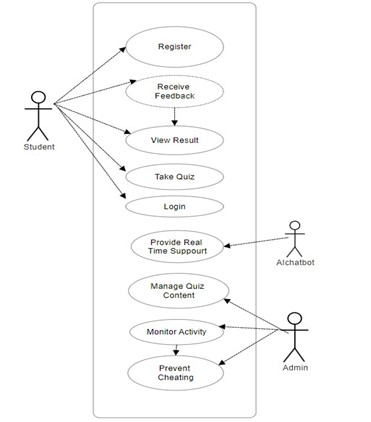 Register
Receive
Feedback
View Result
Student
Take Quiz
Login
Provide Real
Time Suppourt
AIchatbot
Manage Quiz
Content
Monitor Activity
Prevent
Cheating
Admin